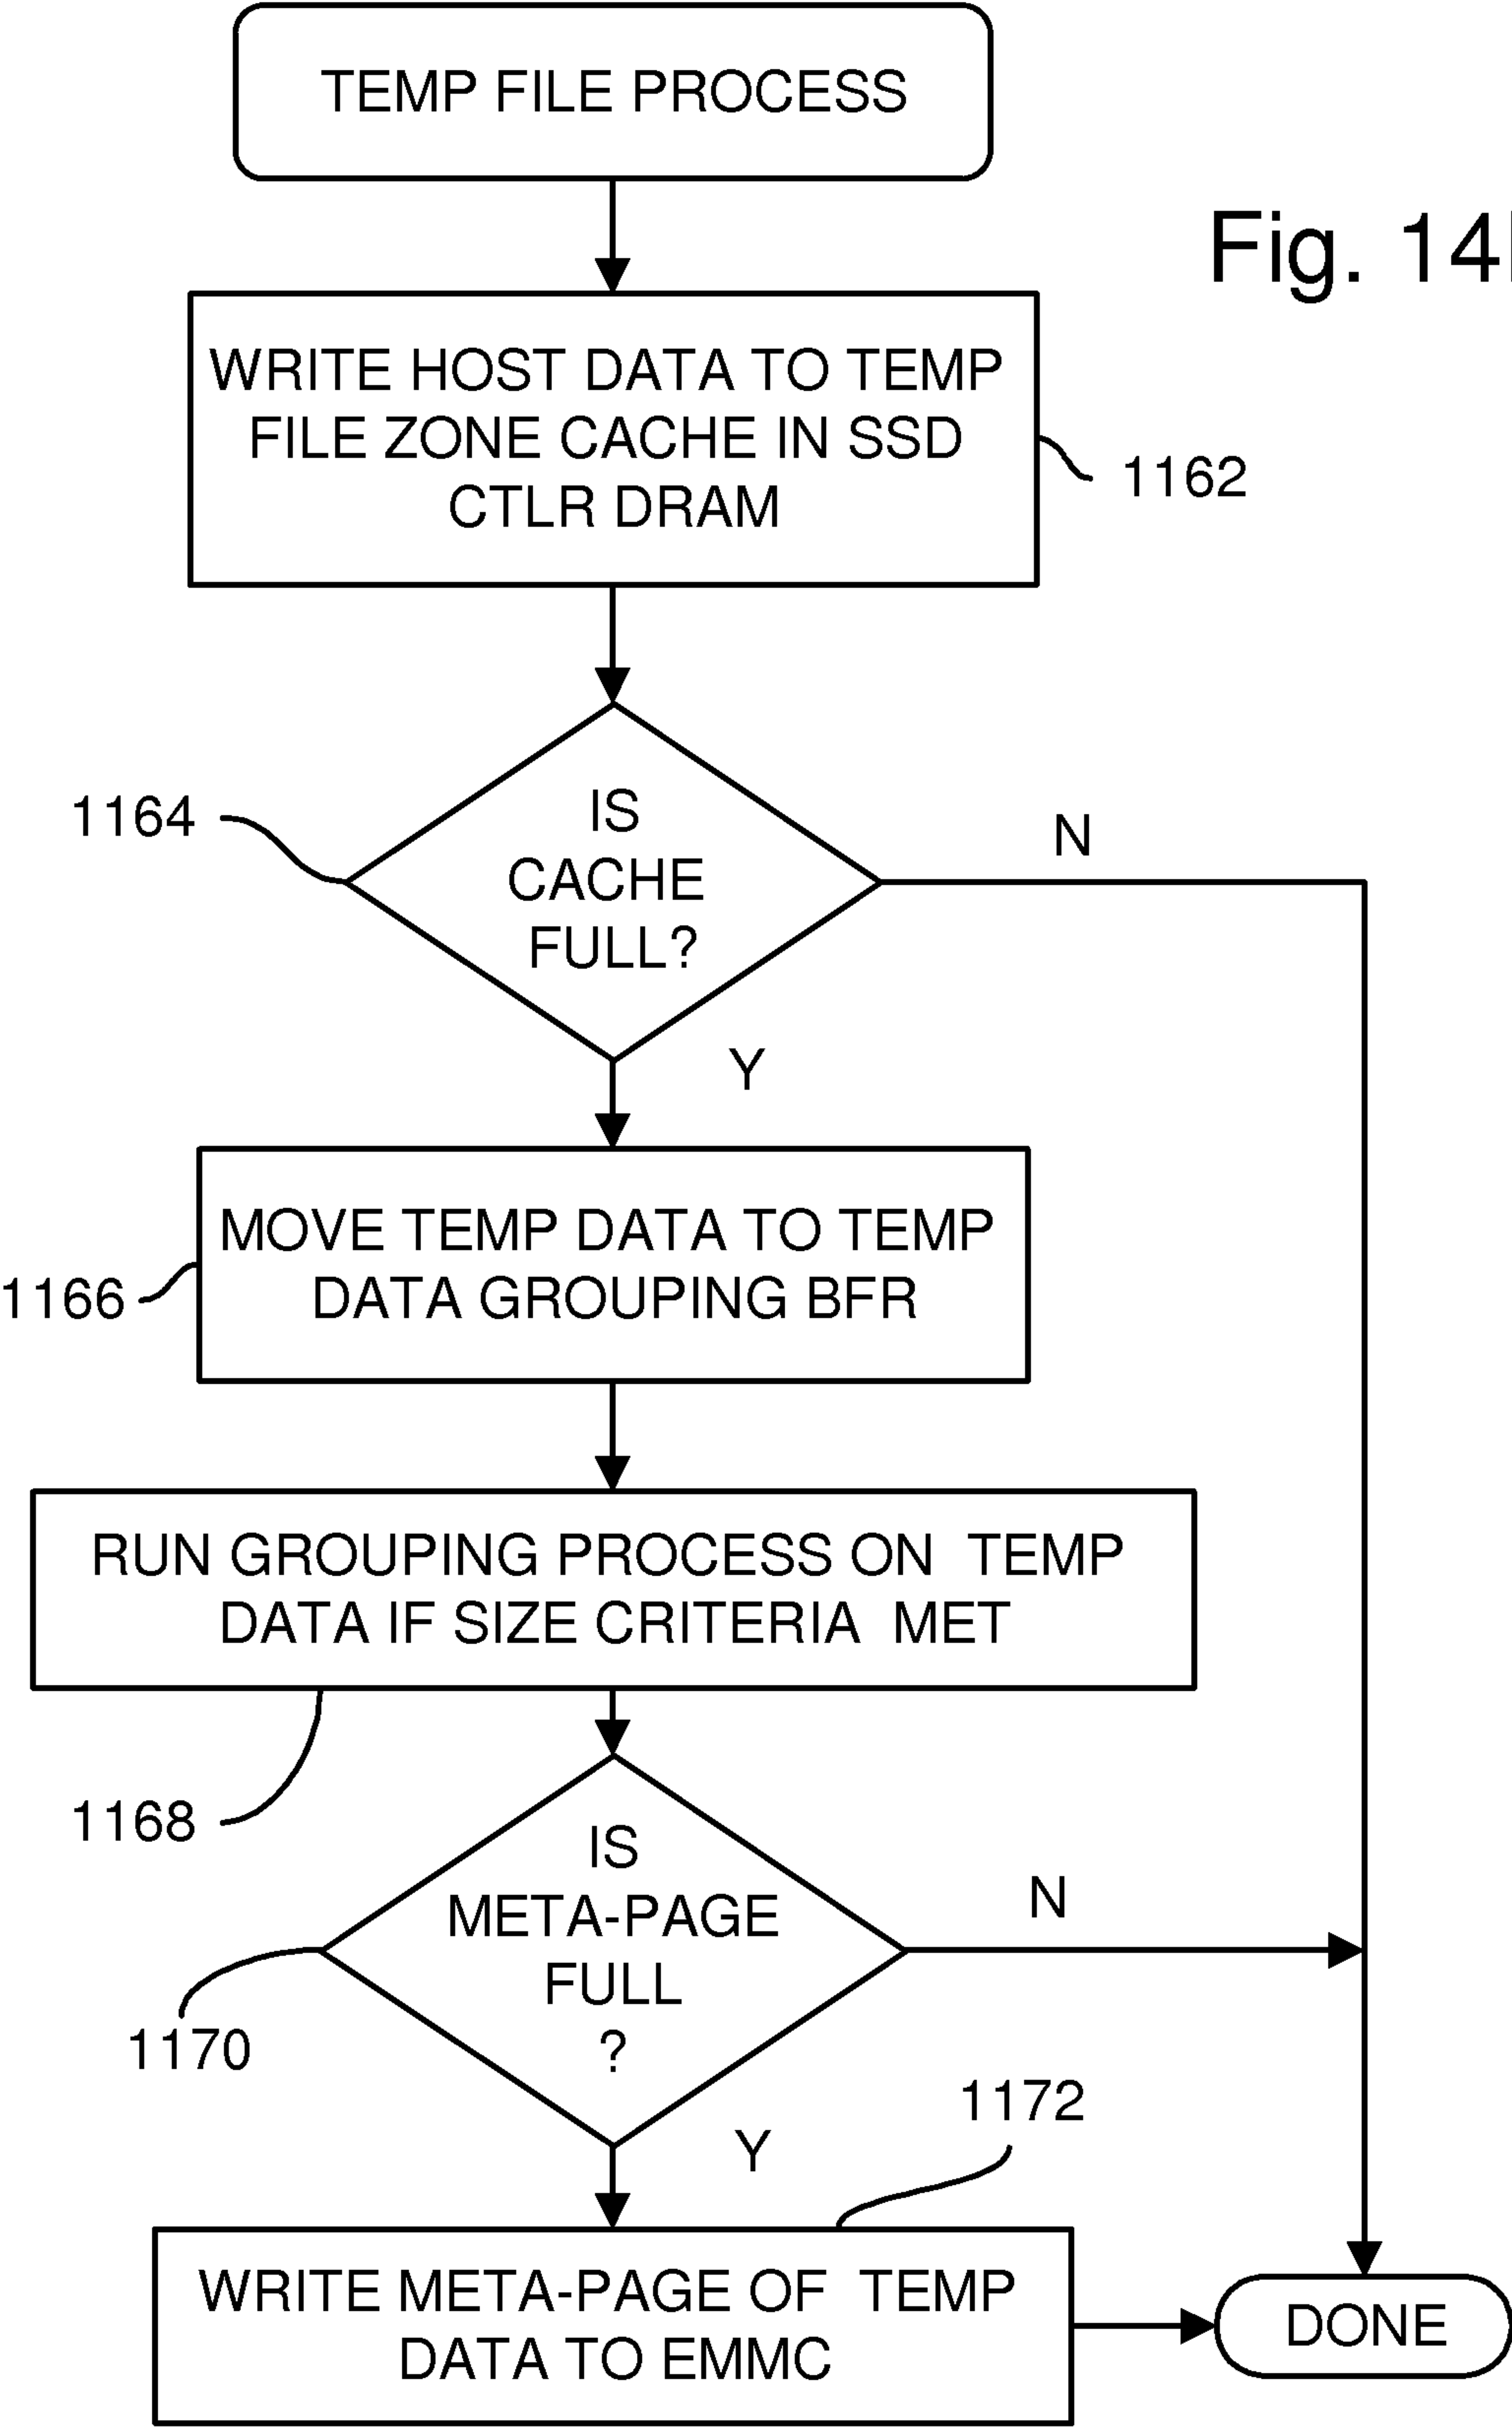 TEMP FILE PROCESS
Fig. 14
WRITE HOST DATA TO TEMP
FILE ZONE CACHE IN SSD
CTLR DRAM
1162
1164
IS
CACHE
FULL?
N
Y
MOVE TEMP DATA TO TEMP
DATA GROUPING BFR
1166
RUN GROUPING PROCESS ON TEMP
DATA IF SIZE CRITERIA MET
1168
IS
META-PAGE
FULL
?
N
1170
Y
1172
WRITE META-PAGE OF TEMP
DATA TO EMMC
DONE